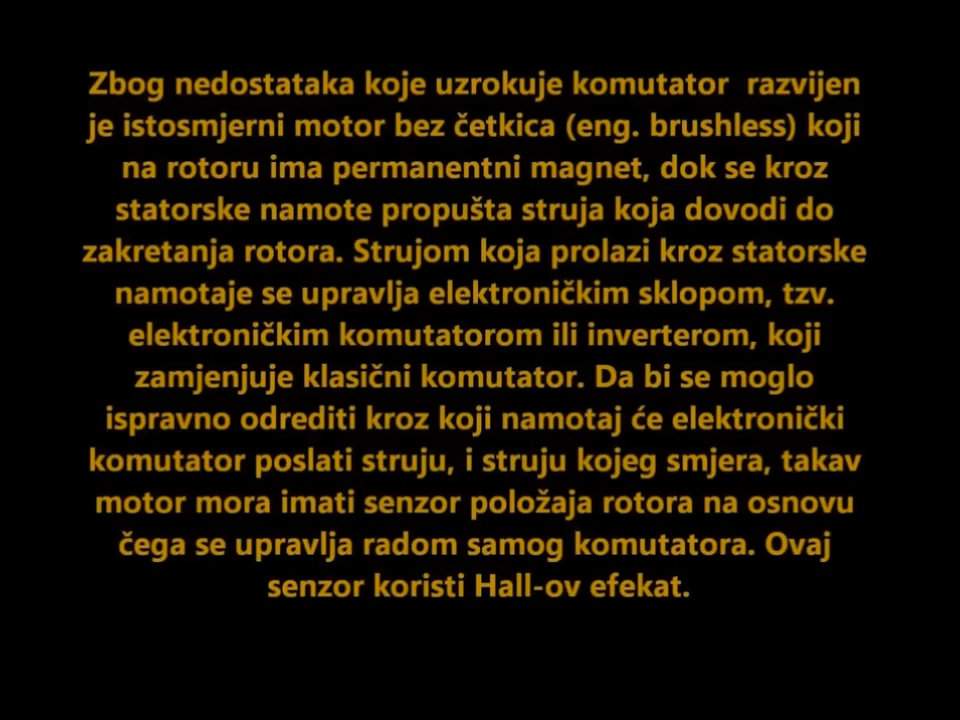 Zbog nedostataka koje uzrokuje komutator  razvijen
je istosmjerni motor bez četkica (eng. brushless) koji
na rotoru ima permanentni magnet, dok se kroz
statorske namote propušta struja koja dovodi do
zakretanja rotora. Strujom koja prolazi kroz statorske
namotaje se upravlja elektroničkim sklopom, tzv.
elektroničkim komutatorom ili inverterom, koji
zamjenjuje klasični komutator. Da bi se moglo
ispravno odrediti kroz koji namotaj će elektronički
komutator poslati struju, i struju kojeg smjera, takav
motor mora imati senzor položaja rotora na osnovu
čega se upravlja radom samog komutatora. Ovaj
senzor koristi Hall-ov efekat.